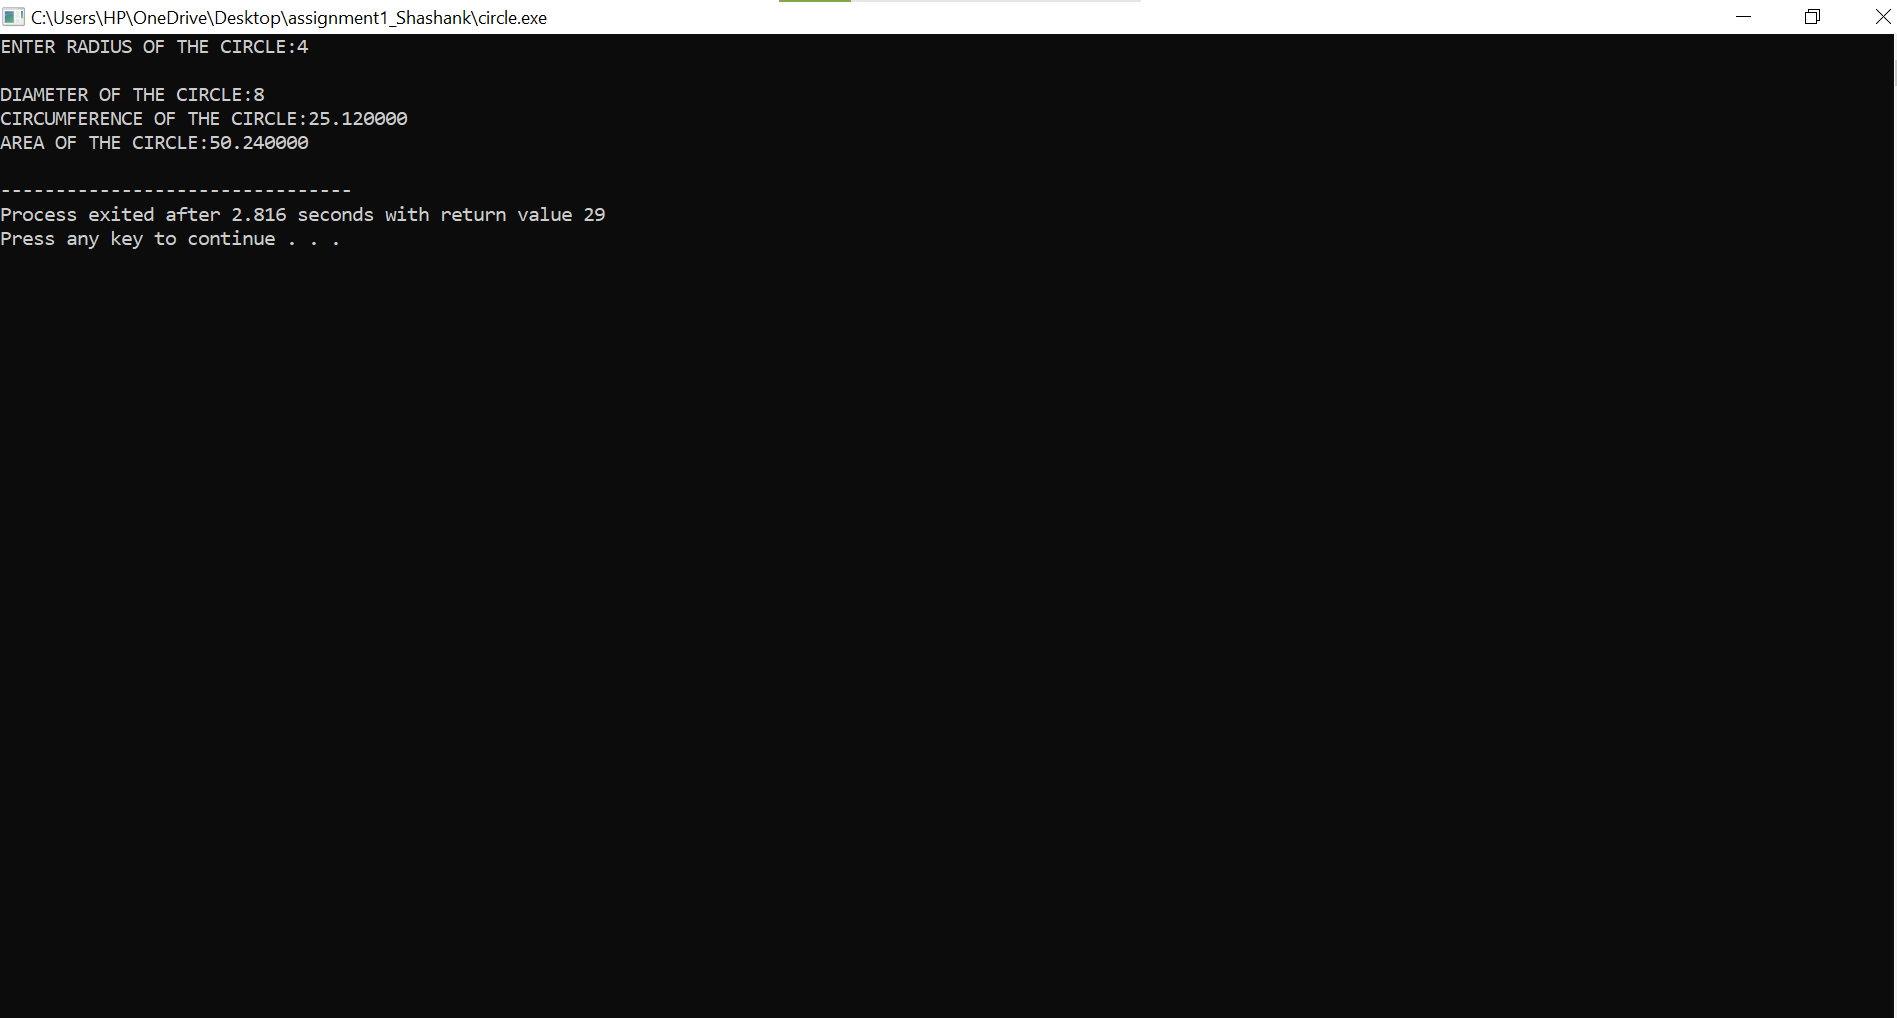 C:\Users\HP\OneDrive\Desktop\assignment1_Shashank\circle.exe
ENTER RADIUS OF THE CIRCLE:4
DIAMETER OF THE CIRCLE:8
CIRCUMFERENCE OF THE CIRCLE:25.120000
AREA OF THE CIRCLE:50.240000
--------------------------------
Process exited after 2.816 seconds with return value 29
Press any key to continue . . .